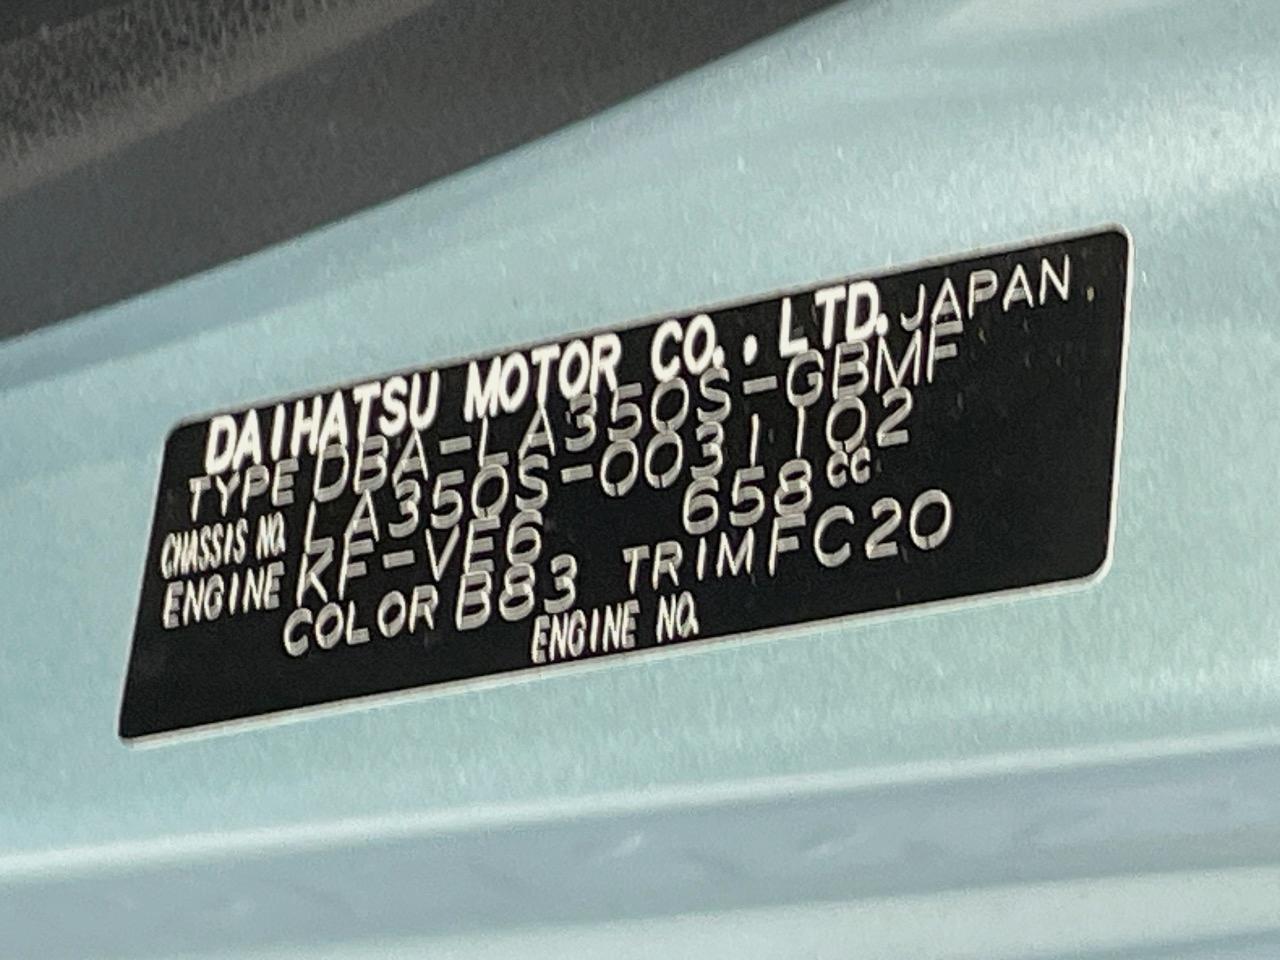 DAIHATSU MOTOR CO., LTD. JAPAN
TYPE DBA-LA350S-GBMF
CHASSIS NO. LA350S-0031102
ENGINE KF-VE6 658cc
COLOR B83 TRIM FC20
ENGINE NO.